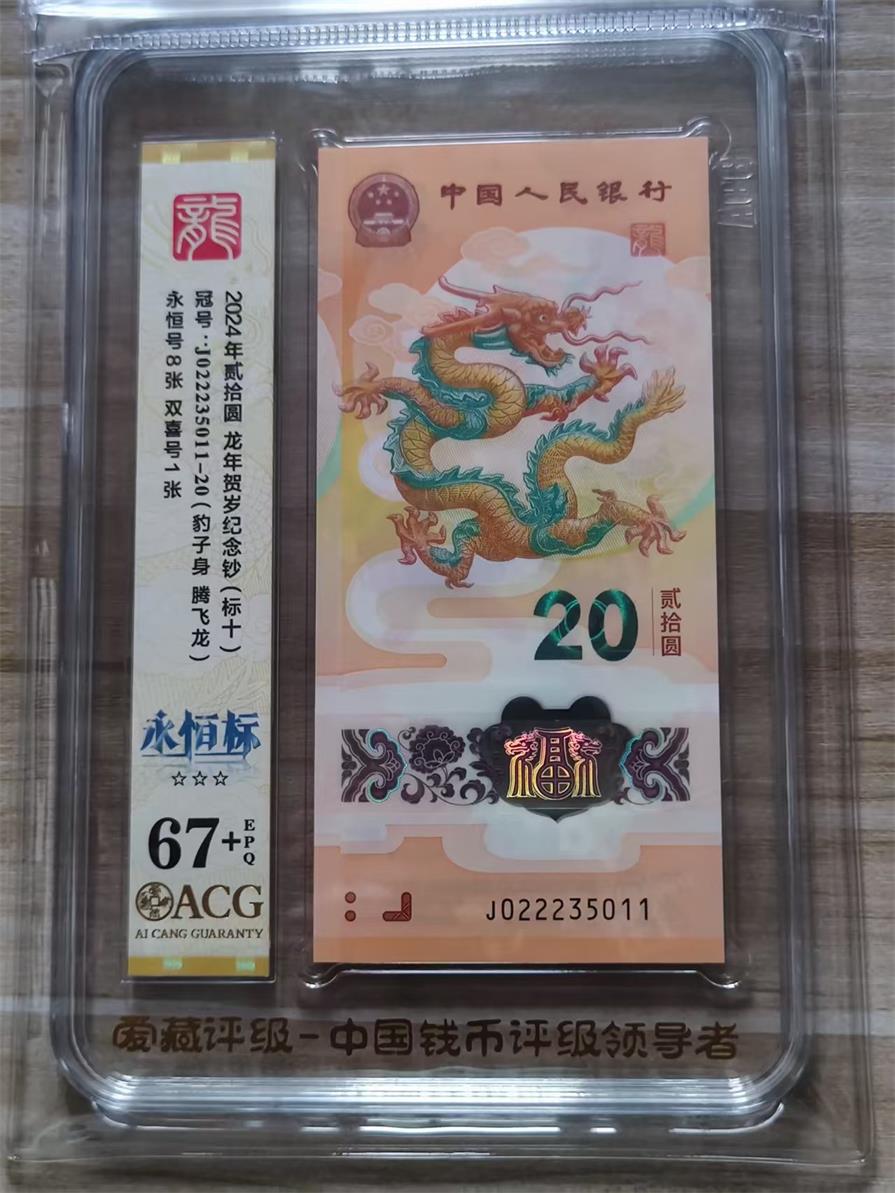 龍
2024年贰拾圆 龙年贺岁纪念钞(标十)
冠号:J022235011-20(豹子身 腾飞龙)
永恒号8张 双喜号1张
永恒标
☆☆☆
67+EPQ
ACG
AI CANG GUARANTY
中国人民银行
龍
20
贰拾圆
福
J022235011
爱藏评级-中国钱币评级领导者